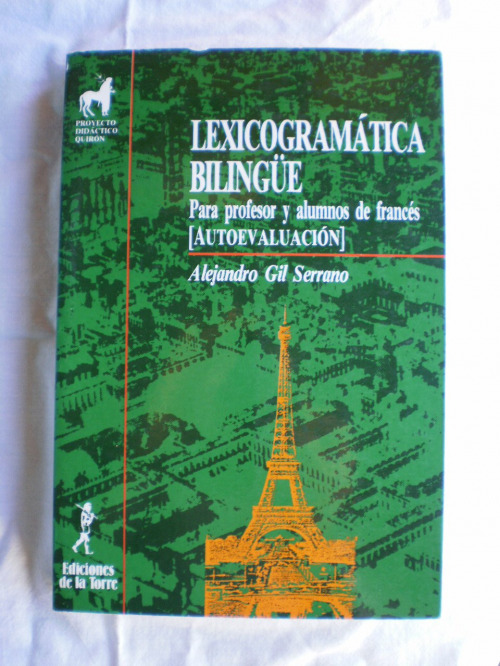 PROYECTO
DIDÁCTICO
QUIRÓN
LEXICOGRAMÁTICA
BILINGÜE
Para profesor y alumnos de francés
[AUTOEVALUACIÓN]
Alejandro Gil Serrano
Ediciones
de la Torre